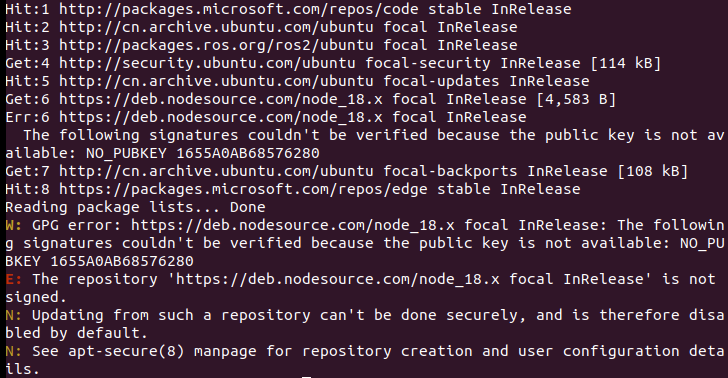 Hit:1 http://packages.microsoft.com/repos/code stable InRelease
Hit:2 http://cn.archive.ubuntu.com/ubuntu focal InRelease
Hit:3 http://packages.ros.org/ros2/ubuntu focal InRelease
Get:4 http://security.ubuntu.com/ubuntu focal-security InRelease [114 kB]
Hit:5 http://cn.archive.ubuntu.com/ubuntu focal-updates InRelease
Get:6 https://deb.nodesource.com/node_18.x focal InRelease [4,583 B]
Err:6 https://deb.nodesource.com/node_18.x focal InRelease
  The following signatures couldn't be verified because the public key is not av
ailable: NO_PUBKEY 1655A0AB68576280
Get:7 http://cn.archive.ubuntu.com/ubuntu focal-backports InRelease [108 kB]
Hit:8 https://packages.microsoft.com/repos/edge stable InRelease
Reading package lists... Done
W: GPG error: https://deb.nodesource.com/node_18.x focal InRelease: The followin
g signatures couldn't be verified because the public key is not available: NO_PU
BKEY 1655A0AB68576280
E: The repository 'https://deb.nodesource.com/node_18.x focal InRelease' is not
signed.
N: Updating from such a repository can't be done securely, and is therefore disa
bled by default.
N: See apt-secure(8) manpage for repository creation and user configuration deta
ils.